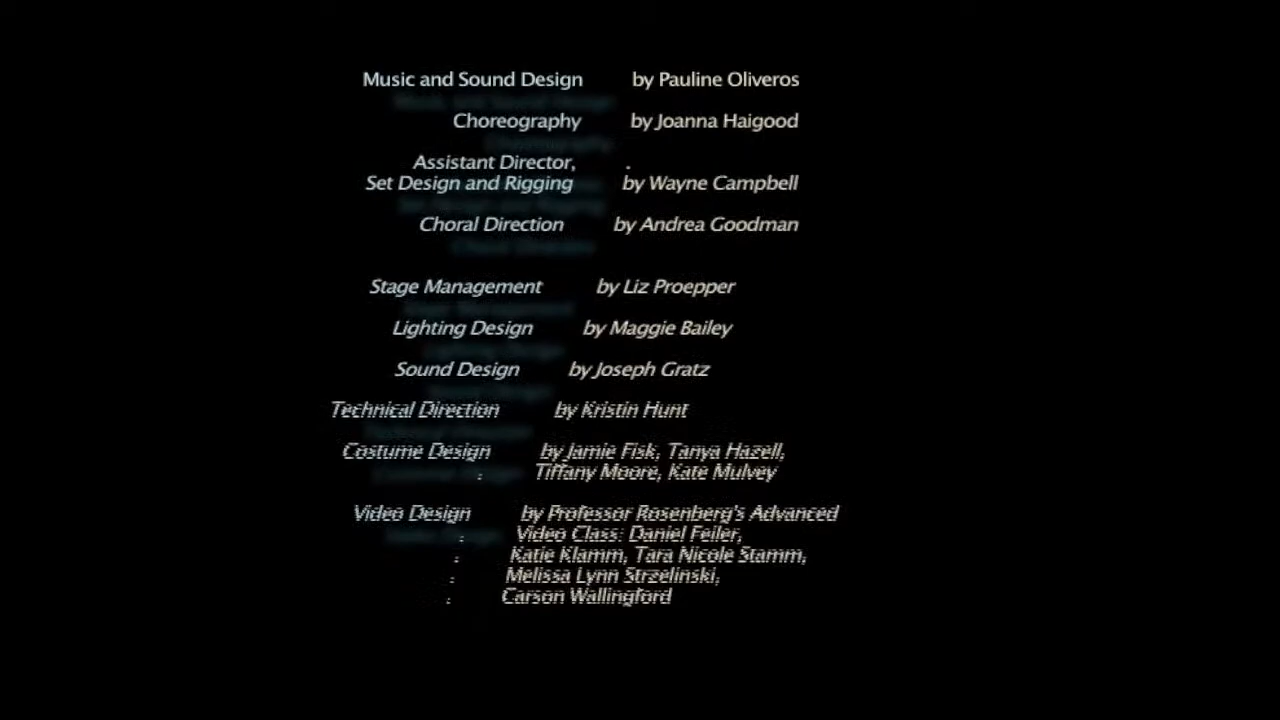 Music and Sound Design by Pauline Oliveros
Choreography by Joanna Haigood
Assistant Director, .
Set Design and Rigging by Wayne Campbell
Choral Direction by Andrea Goodman
Stage Management by Liz Proepper
Lighting Design by Maggie Bailey
Sound Design by Joseph Gratz
Technical Direction by Kristin Hunt
Costume Design by Jamie Fisk, Tanya Hazell,
. Tiffany Moore, Kate Mulvey
Video Design by Professor Rosenberg's Advanced
. Video Class: Daniel Feiler,
. Katie Klamm, Tara Nicole Stamm,
. Melissa Lynn Strzelinski,
. Carson Wallingford